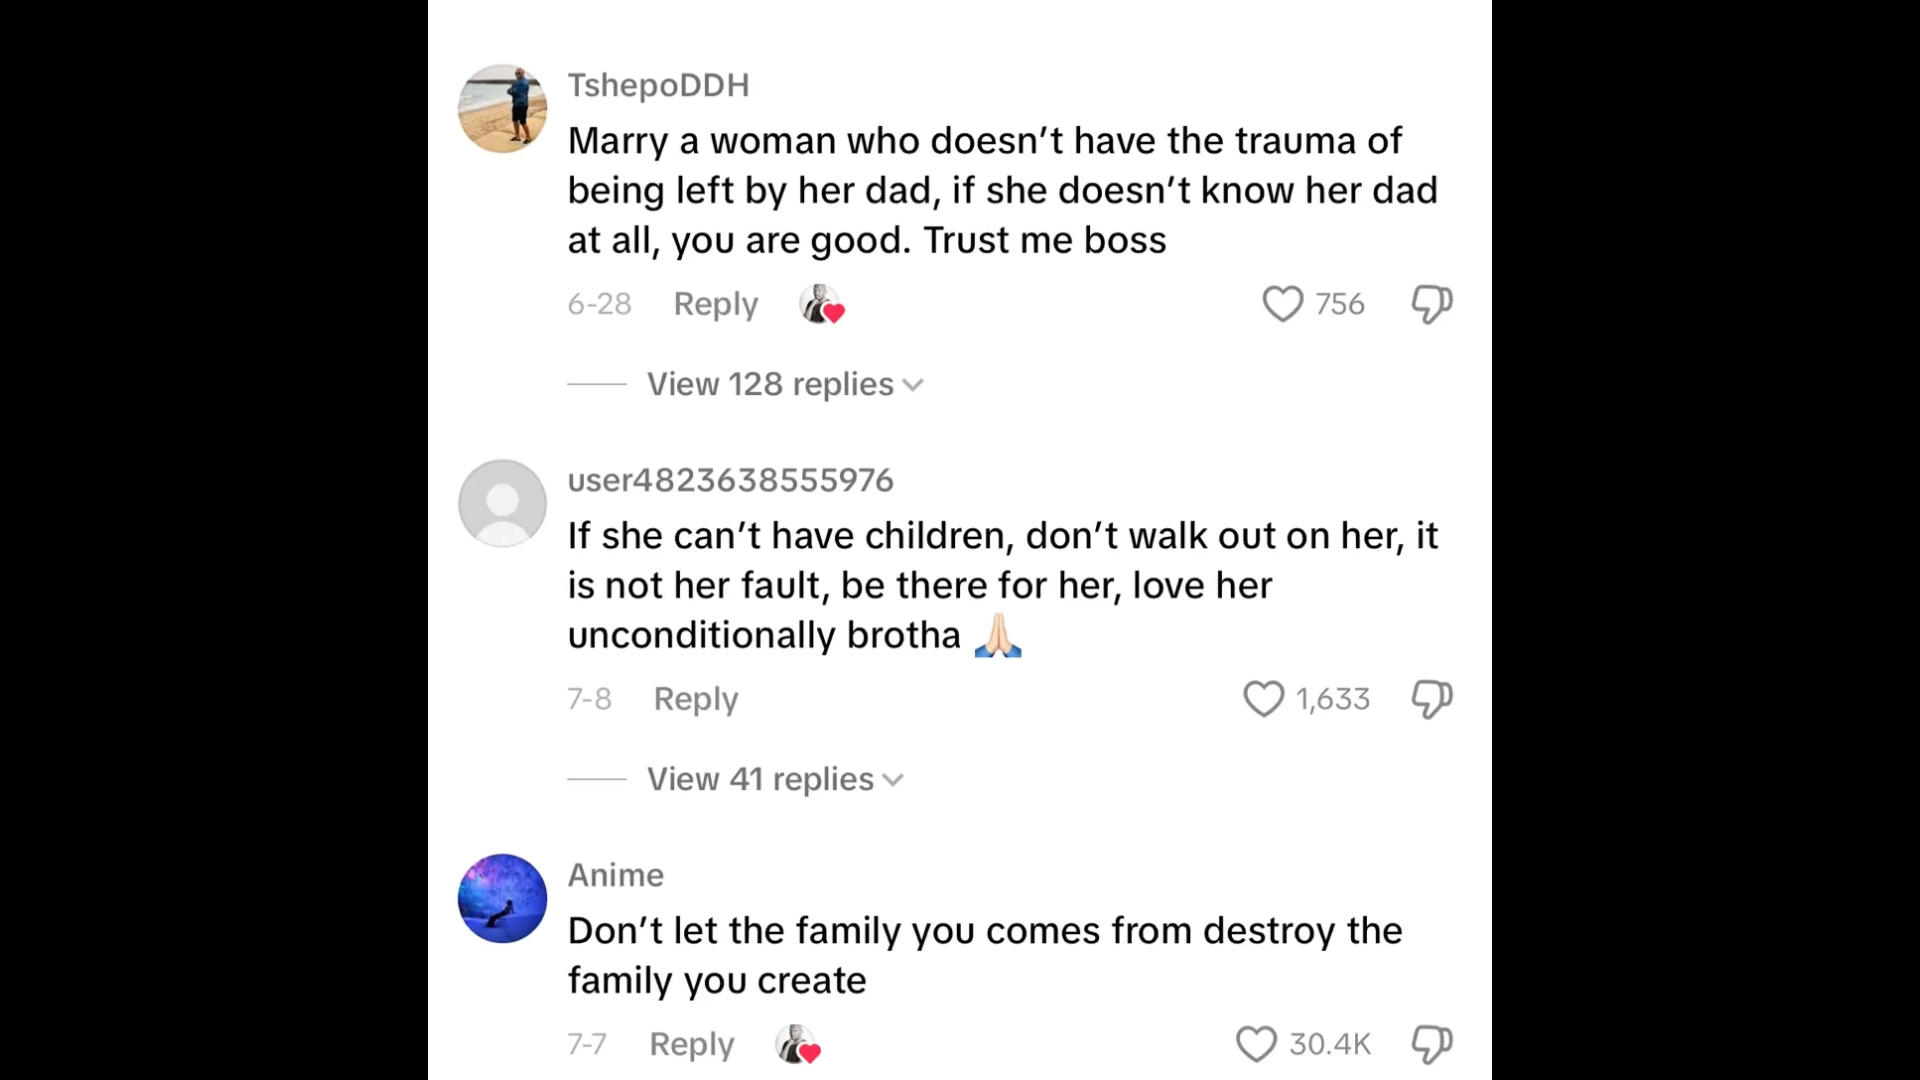 TshepoDDH
Marry a woman who doesn’t have the trauma of
being left by her dad, if she doesn’t know her dad
at all, you are good. Trust me boss
6-28 Reply 756
View 128 replies
user4823638555976
If she can’t have children, don’t walk out on her, it
is not her fault, be there for her, love her
unconditionally brotha 🙏🏻
7-8 Reply 1,633
View 41 replies
Anime
Don’t let the family you comes from destroy the
family you create
7-7 Reply 30.4K